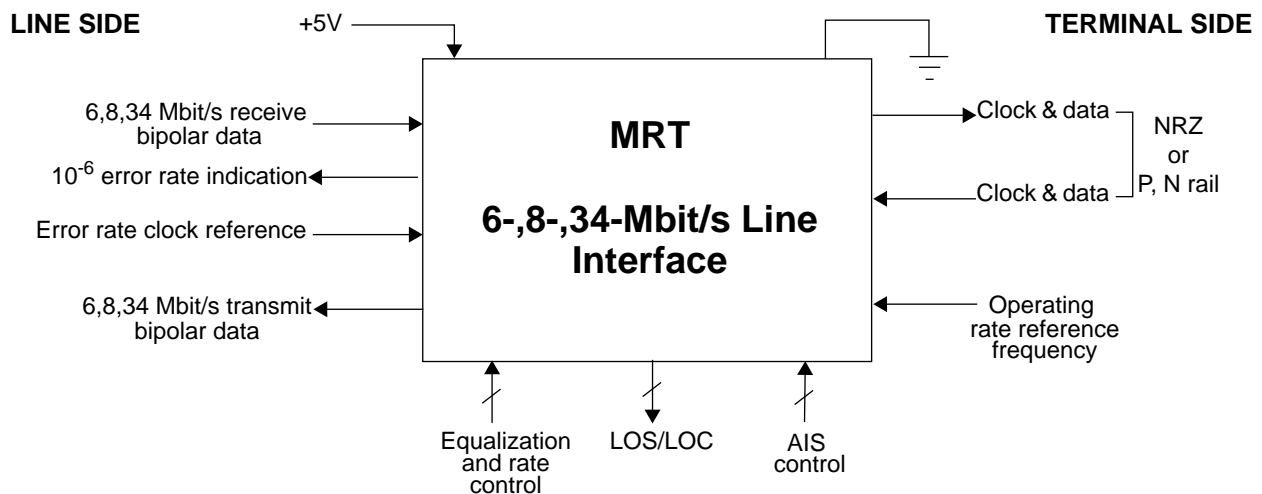 LINE SIDE
+5V
TERMINAL SIDE
6,8,34 Mbit/s receive
bipolar data
10-6 error rate indication
Error rate clock reference
6,8,34 Mbit/s transmit
bipolar data
MRT
6-,8-,34-Mbit/s Line
Interface
Clock & data
Clock & data
NRZ
or
P, N rail
Operating
rate reference
frequency
Equalization
and rate
control
LOS/LOC
AIS
control